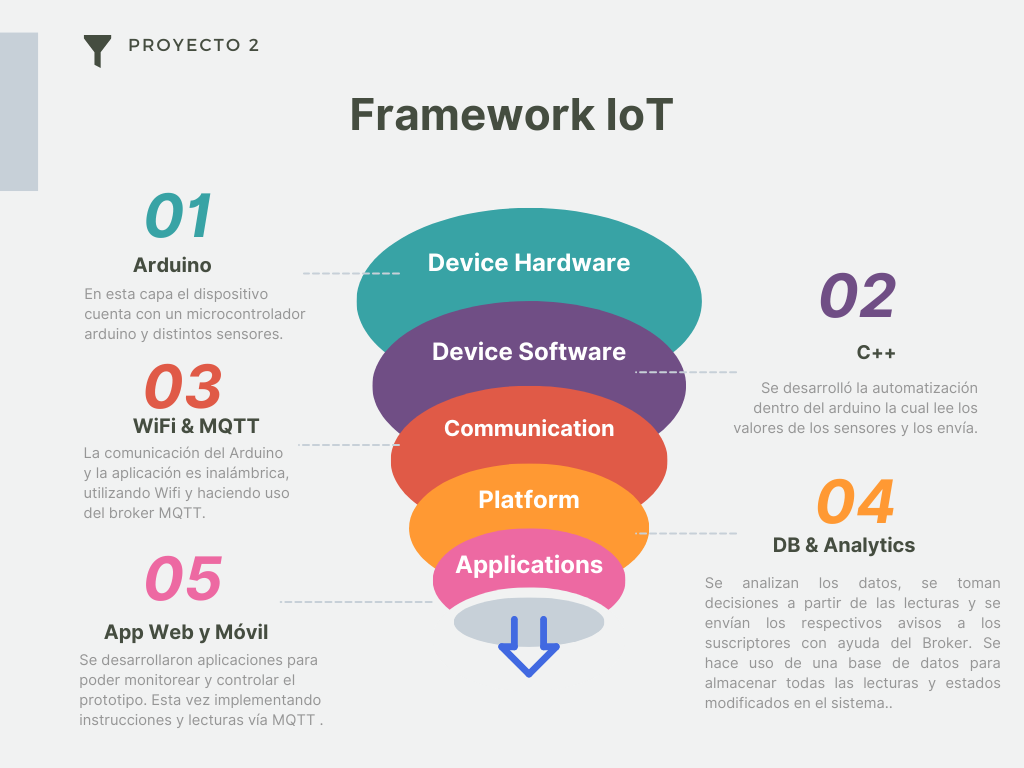 PROYECTO 2
Framework IoT
01
Arduino
En esta capa el dispositivo
cuenta con un microcontrolador
arduino y distintos sensores.
Device Hardware
02
C++
Se desarrolló la automatización
dentro del arduino la cual lee los
valores de los sensores y los envía.
Device Software
03
WiFi & MQTT
La comunicación del Arduino
y la aplicación es inalámbrica,
utilizando Wifi y haciendo uso
del broker MQTT.
Communication
04
DB & Analytics
Se analizan los datos, se toman
decisiones a partir de las lecturas y se
envían los respectivos avisos a los
suscriptores con ayuda del Broker. Se
hace uso de una base de datos para
almacenar todas las lecturas y estados
modificados en el sistema..
Platform
05
App Web y Móvil
Se desarrollaron aplicaciones para
poder monitorear y controlar el
prototipo. Esta vez implementando
instrucciones y lecturas vía MQTT .
Applications